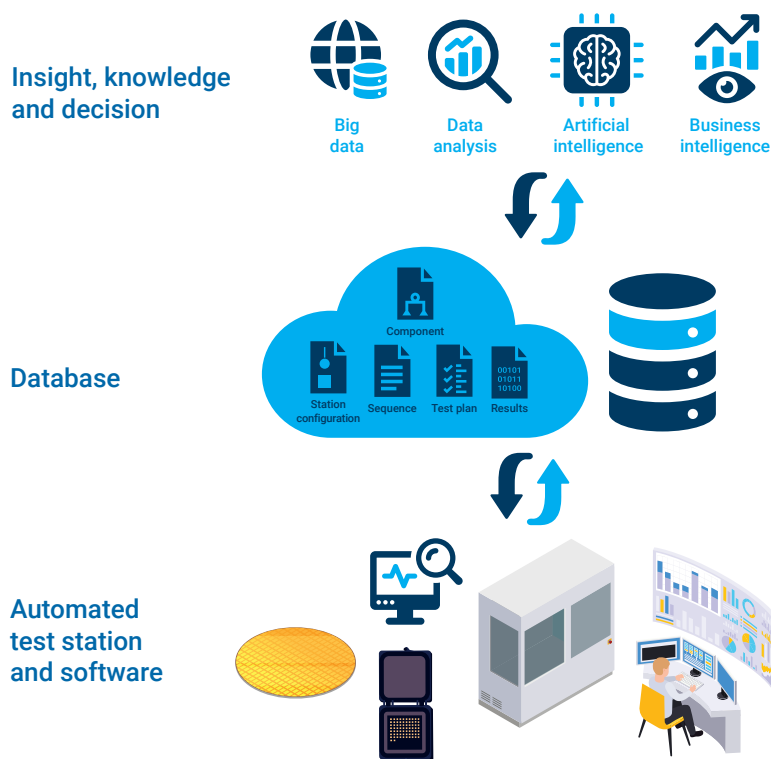 Insight, knowledge
and decision
Big
data
Data
analysis
Artificial
intelligence
Business
intelligence
Database
Component
Station
configuration
Sequence
Test plan
Results
00101
01011
10100
Automated
test station
and software